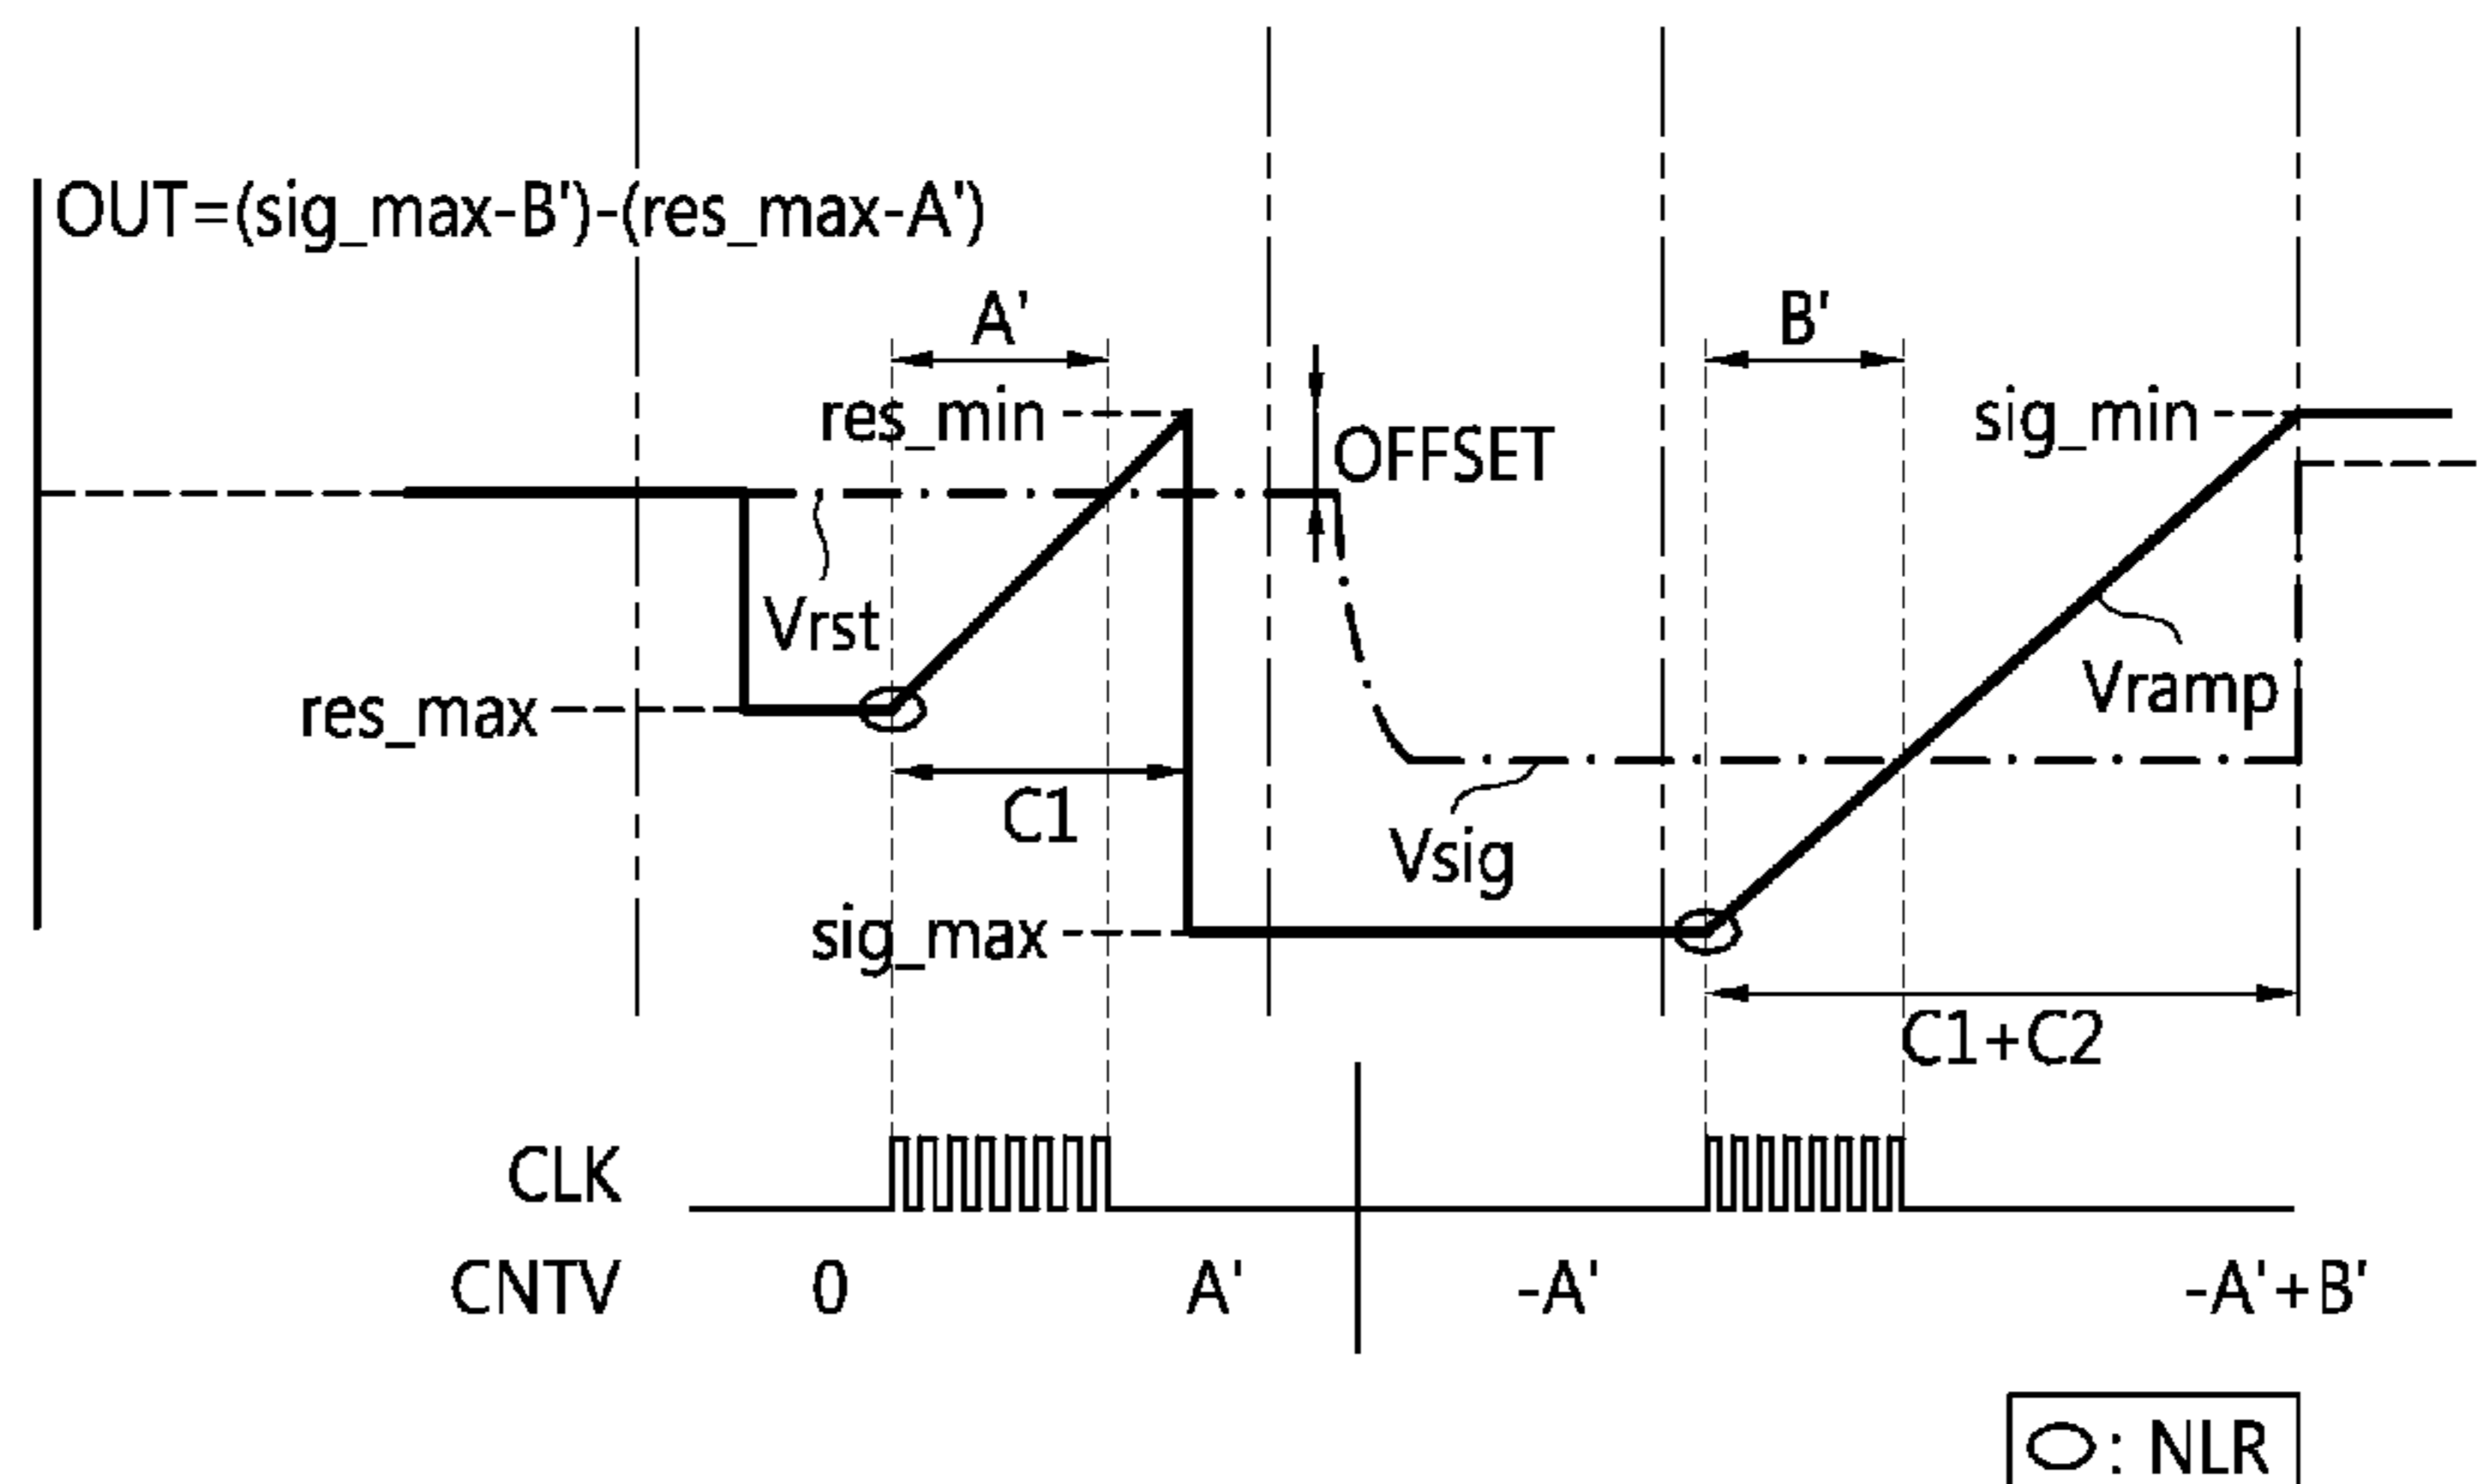 OUT=(sig_max-B')-(res_max-A')
A'
B'
res_min
sig_min
OFFSET
Vrst
Vramp
res_max
C1
Vsig
sig_max
C1+C2
CLK
CNTV
0
A'
-A'
-A'+B'
: NLR